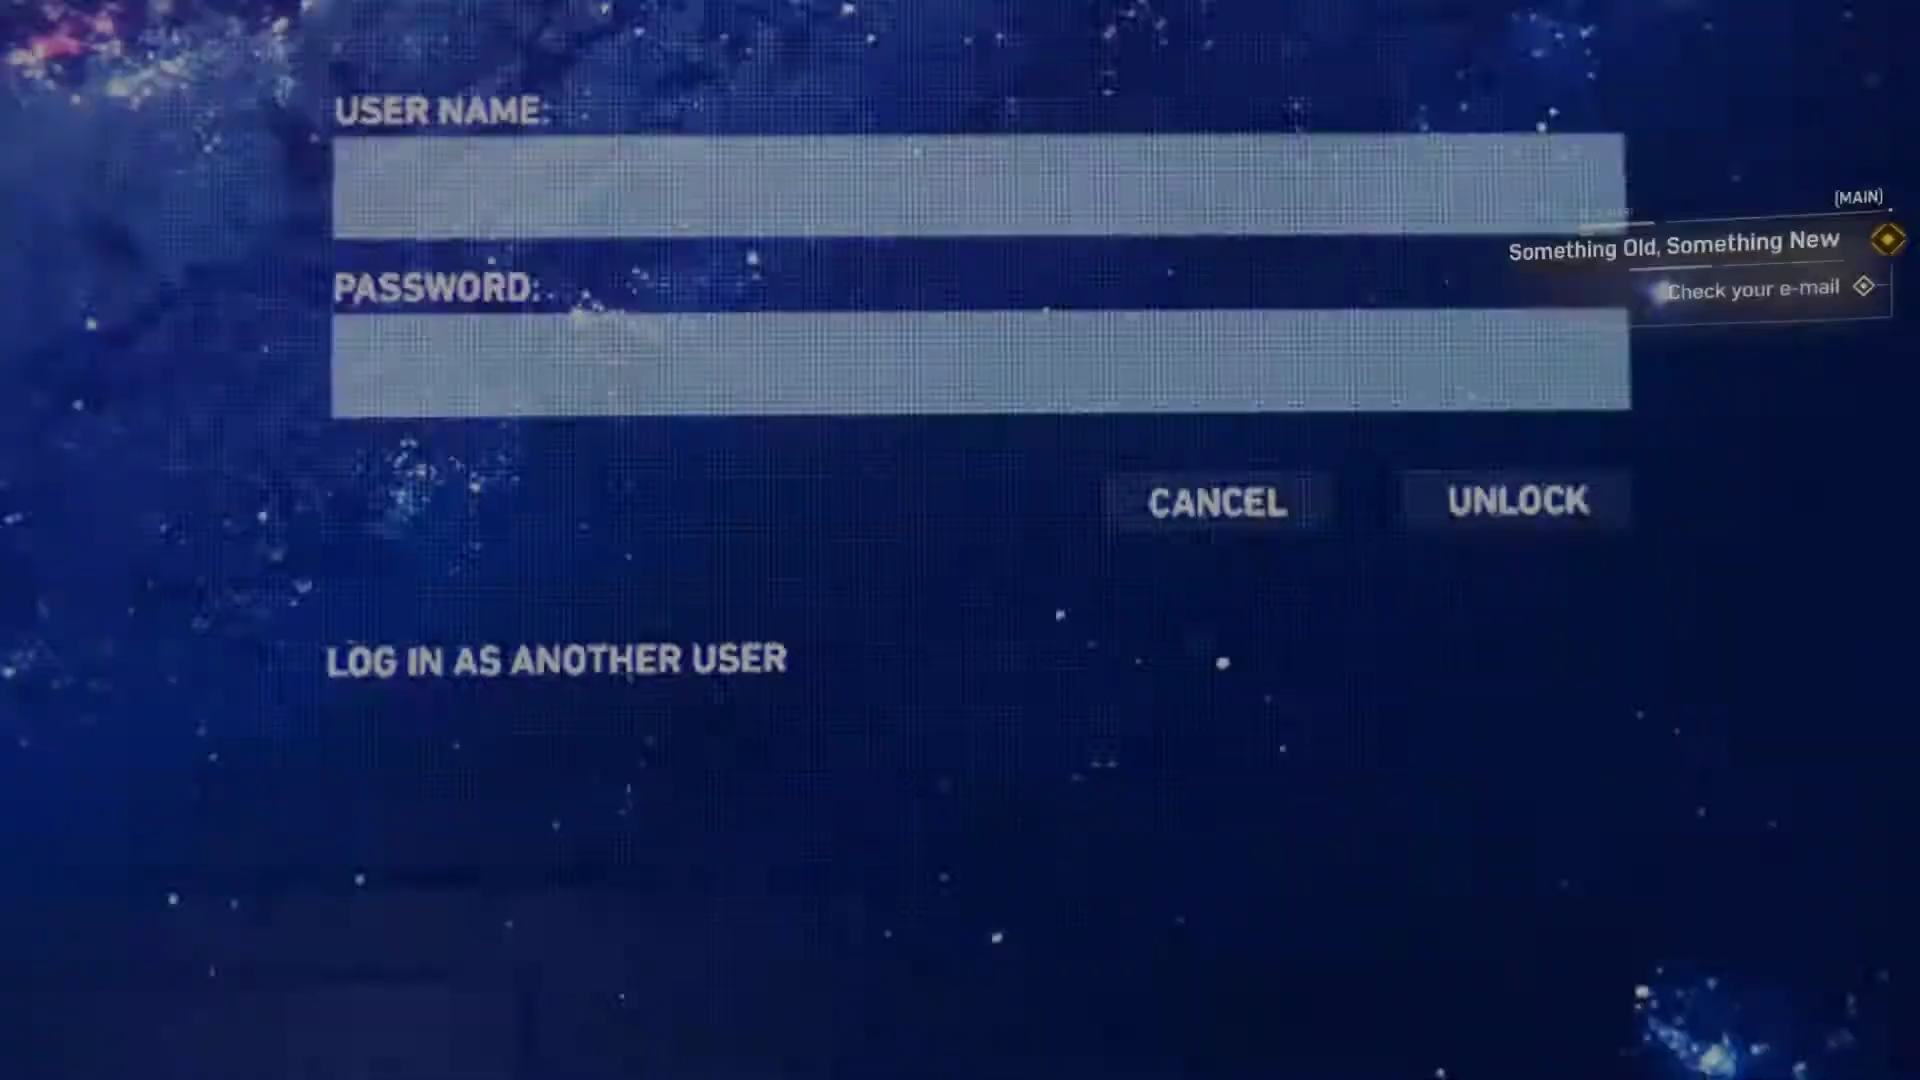 USER NAME:
(MAIN)
Something Old, Something New
PASSWORD:
Check your e-mail
CANCEL
UNLOCK
LOG IN AS ANOTHER USER